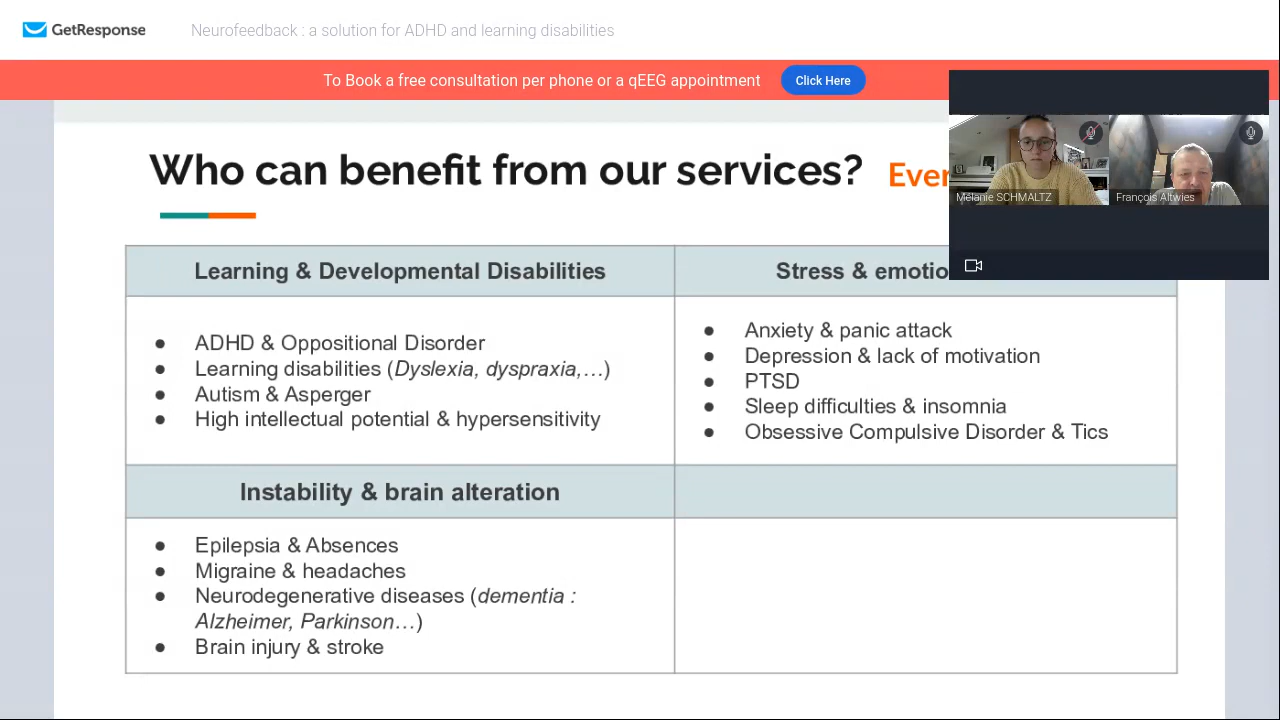 GetResponse
Neurofeedback : a solution for ADHD and learning disabilities
To Book a free consultation per phone or a qEEG appointment
Click Here
Who can benefit from our services?
Mélanie SCHMALTZ
François Altwies
Learning & Developmental Disabilities
Stress &
ADHD & Oppositional Disorder
Learning disabilities (Dyslexia, dyspraxia,…)
Autism & Asperger
High intellectual potential & hypersensitivity
Anxiety & panic attack
Depression & lack of motivation
PTSD
Sleep difficulties & insomnia
Obsessive Compulsive Disorder & Tics
Instability & brain alteration
Epilepsia & Absences
Migraine & headaches
Neurodegenerative diseases (dementia :
Alzheimer, Parkinson…)
Brain injury & stroke